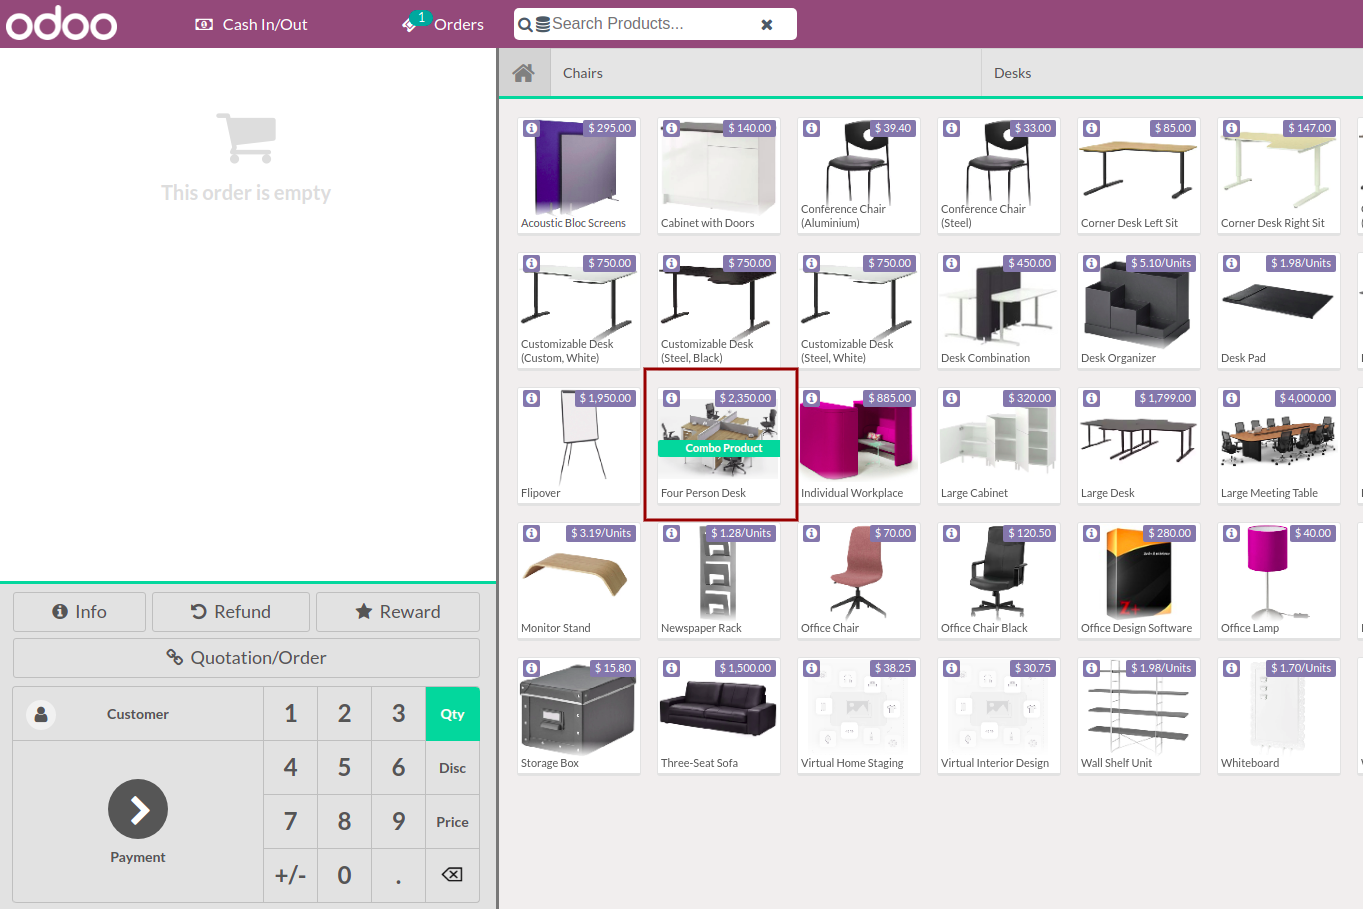 odoo
Cash In/Out
1
Orders
Search Products...
This order is empty
Chairs
Desks
$ 295.00
Acoustic Bloc Screens
$ 140.00
Cabinet with Doors
$ 39.40
Conference Chair
(Aluminium)
$ 33.00
Conference Chair
(Steel)
$ 85.00
Corner Desk Left Sit
$ 147.00
Corner Desk Right Sit
$ 750.00
Customizable Desk
(Custom, White)
$ 750.00
Customizable Desk
(Steel, Black)
$ 750.00
Customizable Desk
(Steel, White)
$ 450.00
Desk Combination
$ 5.10/Units
Desk Organizer
$ 1.98/Units
Desk Pad
$ 1,950.00
Flipover
$ 2,350.00
Combo Product
Four Person Desk
$ 885.00
Individual Workplace
$ 320.00
Large Cabinet
$ 1,799.00
Large Desk
$ 4,000.00
Large Meeting Table
$ 3.19/Units
Monitor Stand
$ 1.28/Units
Newspaper Rack
$ 70.00
Office Chair
$ 120.50
Office Chair Black
$ 280.00
Office Design Software
$ 40.00
Office Lamp
$ 15.80
Storage Box
$ 1,500.00
Three-Seat Sofa
$ 38.25
Virtual Home Staging
$ 30.75
Virtual Interior Design
$ 1.98/Units
Wall Shelf Unit
$ 1.70/Units
Whiteboard
Info
Refund
Reward
Quotation/Order
Customer
1
2
3
Qty
4
5
6
Disc
7
8
9
Price
Payment
+/-
0
.